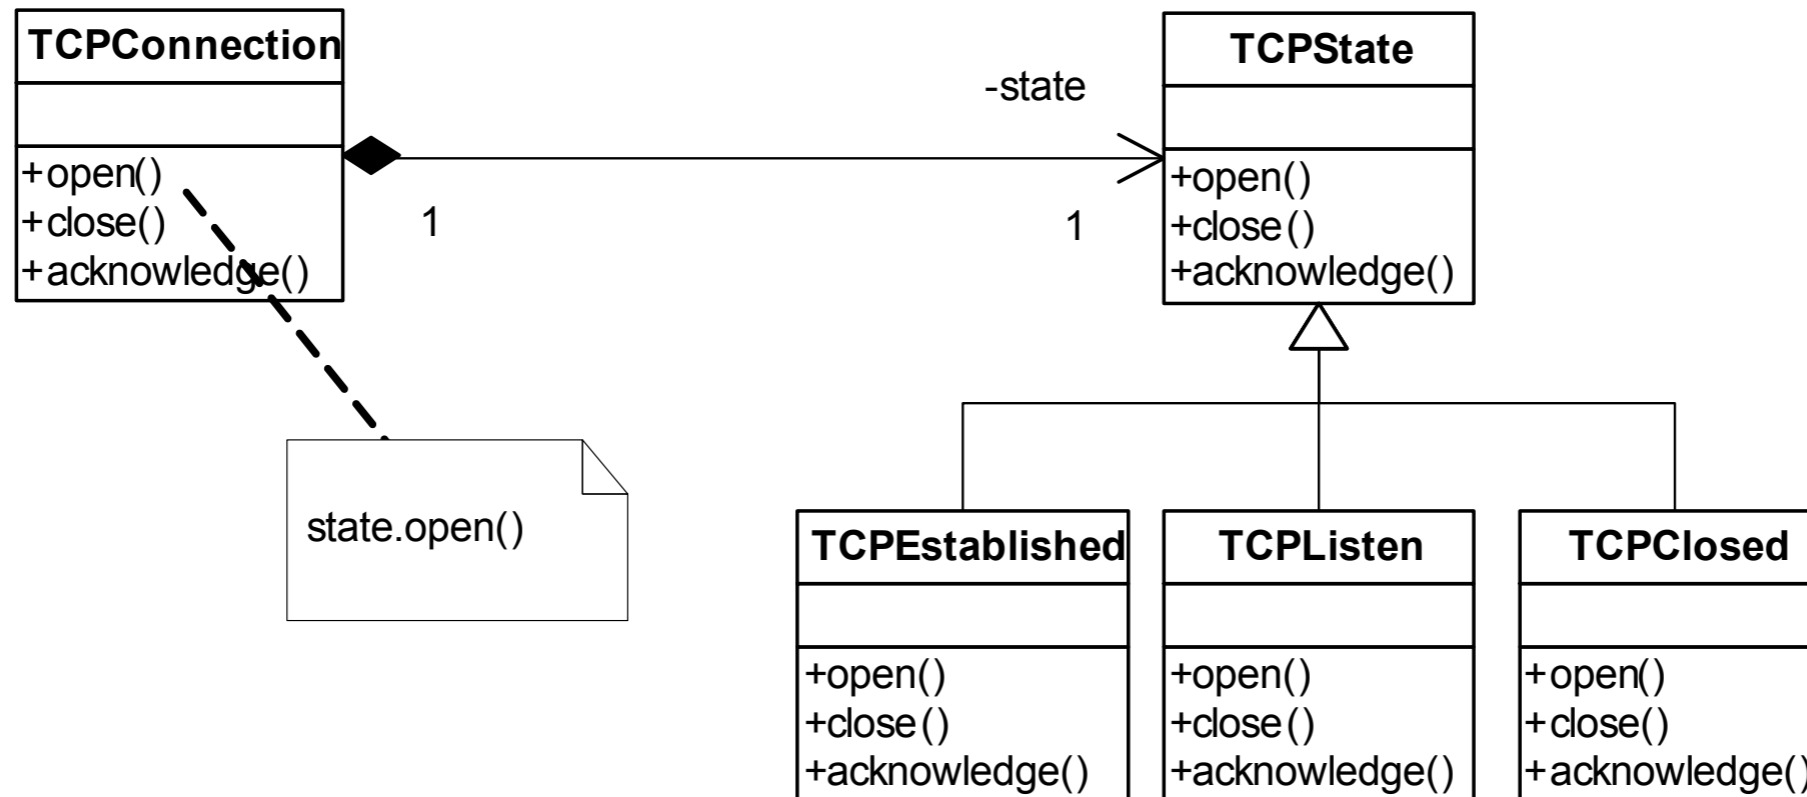 TCPConnection
+open()
+close()
+acknowledge()
-state
1
1
TCPState
+open()
+close()
+acknowledge()
state.open()
TCPEstablished
+open()
+close()
+acknowledge()
TCPListen
+open()
+close()
+acknowledge()
TCPClosed
+open()
+close()
+acknowledge()